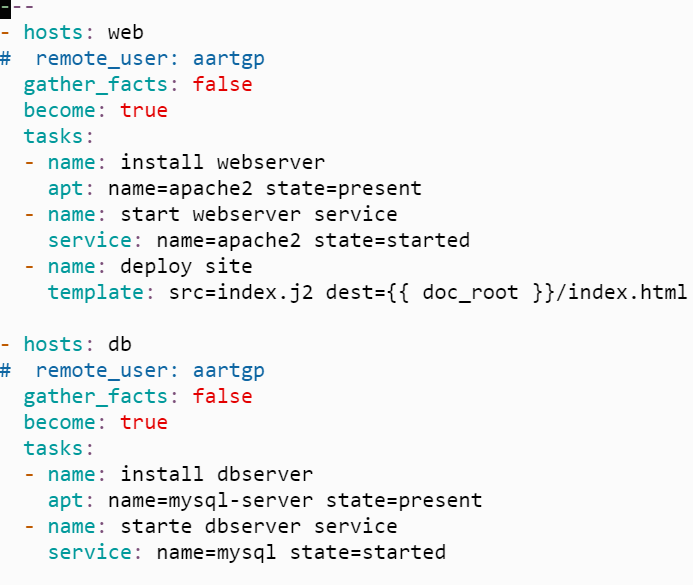 ---
- hosts: web
#  remote_user: aartgp
  gather_facts: false
  become: true
  tasks:
  - name: install webserver
    apt: name=apache2 state=present
  - name: start webserver service
    service: name=apache2 state=started
  - name: deploy site
    template: src=index.j2 dest={{ doc_root }}/index.html

- hosts: db
#  remote_user: aartgp
  gather_facts: false
  become: true
  tasks:
  - name: install dbserver
    apt: name=mysql-server state=present
  - name: starte dbserver service
    service: name=mysql state=started